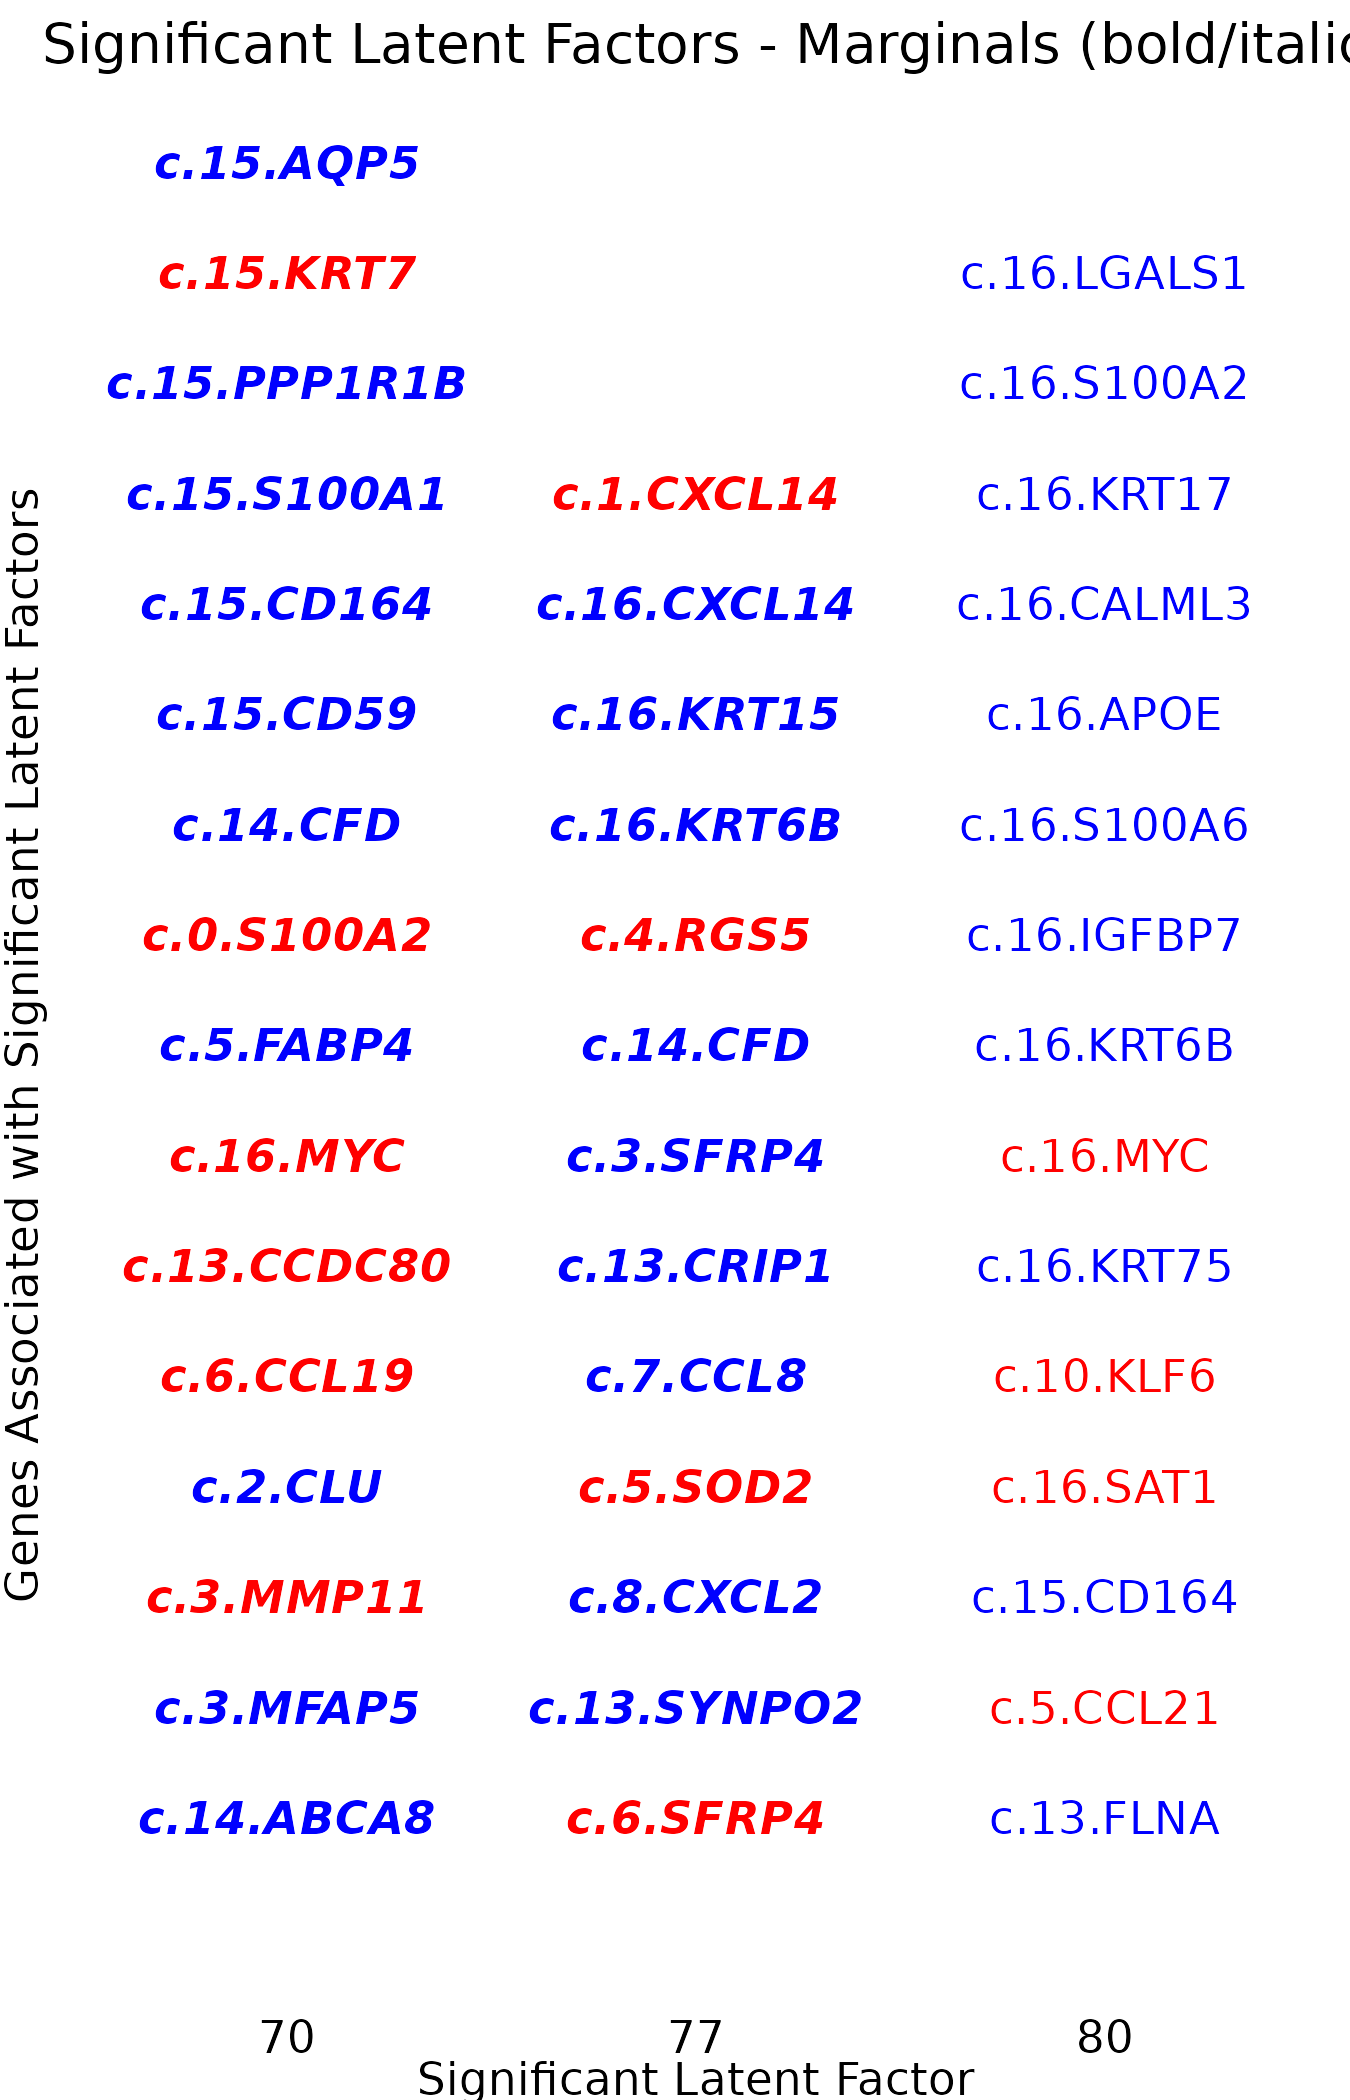 Significant Latent Factors - Marginals (bold/italic
c.15.AQP5
c.15.KRT7 c.16.LGALS1
c.15.PPP1R1B c.16.S100A2
c.15.S100A1 c.1.CXCL14 c.16.KRT17
c.15.CD164 c.16.CXCL14 c.16.CALML3
c.15.CD59 c.16.KRT15 c.16.APOE
c.14.CFD c.16.KRT6B c.16.S100A6
c.0.S100A2 c.4.RGS5 c.16.IGFBP7
c.5.FABP4 c.14.CFD c.16.KRT6B
c.16.MYC c.3.SFRP4 c.16.MYC
c.13.CCDC80 c.13.CRIP1 c.16.KRT75
c.6.CCL19 c.7.CCL8 c.10.KLF6
c.2.CLU c.5.SOD2 c.16.SAT1
c.3.MMP11 c.8.CXCL2 c.15.CD164
c.3.MFAP5 c.13.SYNPO2 c.5.CCL21
c.14.ABCA8 c.6.SFRP4 c.13.FLNA
70 77 80
Significant Latent Factor
Genes Associated with Significant Latent Factors